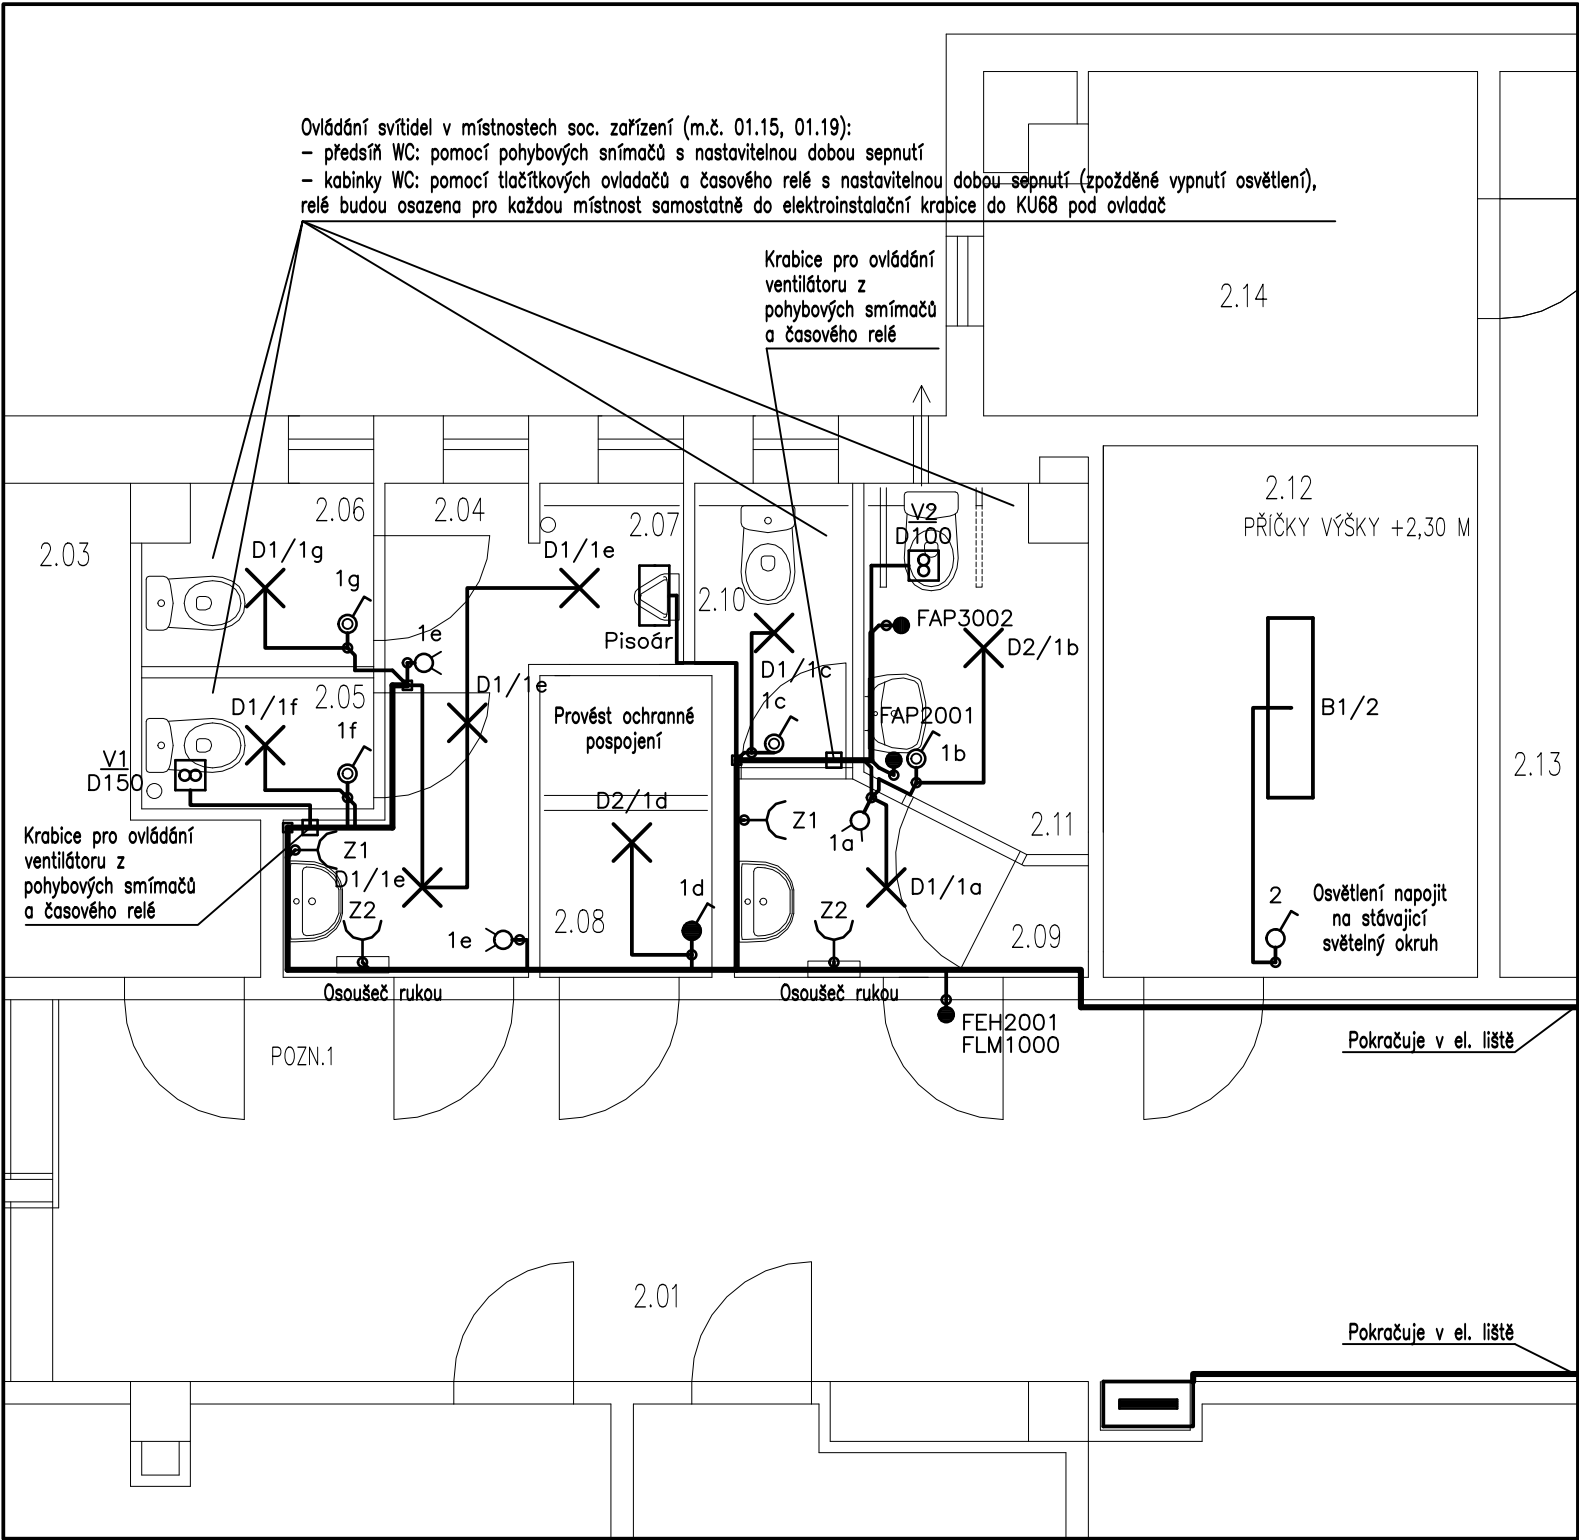 Ovládání svítidel v místnostech soc. zařízení (m.č. 01.15, 01.19):
– předsíň WC: pomocí pohybových snímačů s nastavitelnou dobou sepnutí
– kabinky WC: pomocí tlačítkových ovladačů a časového relé s nastavitelnou dobou sepnutí (zpožděné vypnutí osvětlení),
relé budou osazena pro každou místnost samostatně do elektroinstalační krabice do KU68 pod ovladač
Krabice pro ovládání
ventilátoru z
pohybových smímačů
a časového relé
2.14
2.12
PŘÍČKY VÝŠKY +2,30 M
2.03
2.06
2.04
2.07
V2
D100
D1/1g
D1/1e
1g
2.10
1e
Pisoár
FAP3002
D2/1b
D1/1c
2.05
D1/1e
D1/1f
1f
1c
Provést ochranné
pospojení
FAP2001
1b
B1/2
2.13
V1
D150
D2/1d
Z1
1a
2.11
Krabice pro ovládání
ventilátoru z
pohybových smímačů
a časového relé
Z1
D1/1e
Z2
1e
2.08
1d
D1/1a
Z2
2.09
2
Osvětlení napojit
na stávající
světelný okruh
Osoušeč rukou
Osoušeč rukou
FEH2001
FLM1000
POZN.1
Pokračuje v el. liště
2.01
Pokračuje v el. liště